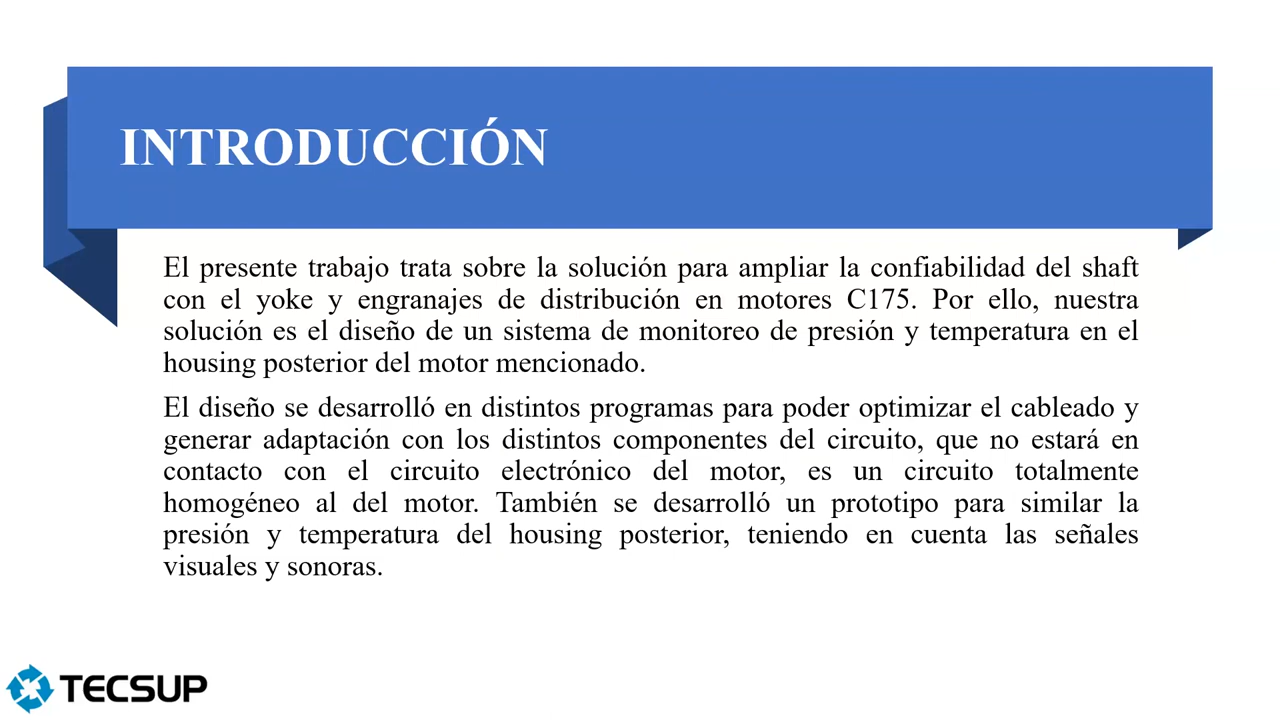 INTRODUCCIÓN
El presente trabajo trata sobre la solución para ampliar la confiabilidad del shaft
con el yoke y engranajes de distribución en motores C175. Por ello, nuestra
solución es el diseño de un sistema de monitoreo de presión y temperatura en el
housing posterior del motor mencionado.
El diseño se desarrolló en distintos programas para poder optimizar el cableado y
generar adaptación con los distintos componentes del circuito, que no estará en
contacto con el circuito electrónico del motor, es un circuito totalmente
homogéneo al del motor. También se desarrolló un prototipo para similar la
presión y temperatura del housing posterior, teniendo en cuenta las señales
visuales y sonoras.
TECSUP